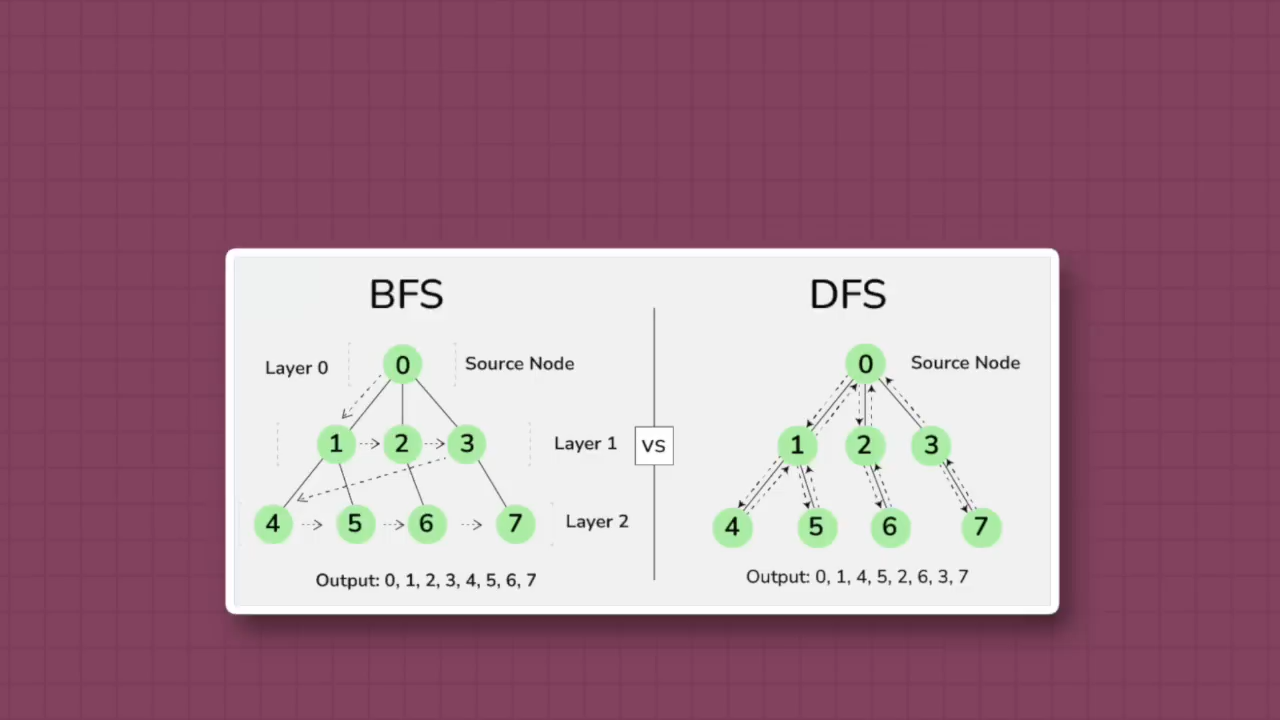 BFS
Layer 0
0
Source Node
1
2
3
Layer 1
4
5
6
7
Layer 2
Output: 0, 1, 2, 3, 4, 5, 6, 7
vs
DFS
0
Source Node
1
2
3
4
5
6
7
Output: 0, 1, 4, 5, 2, 6, 3, 7